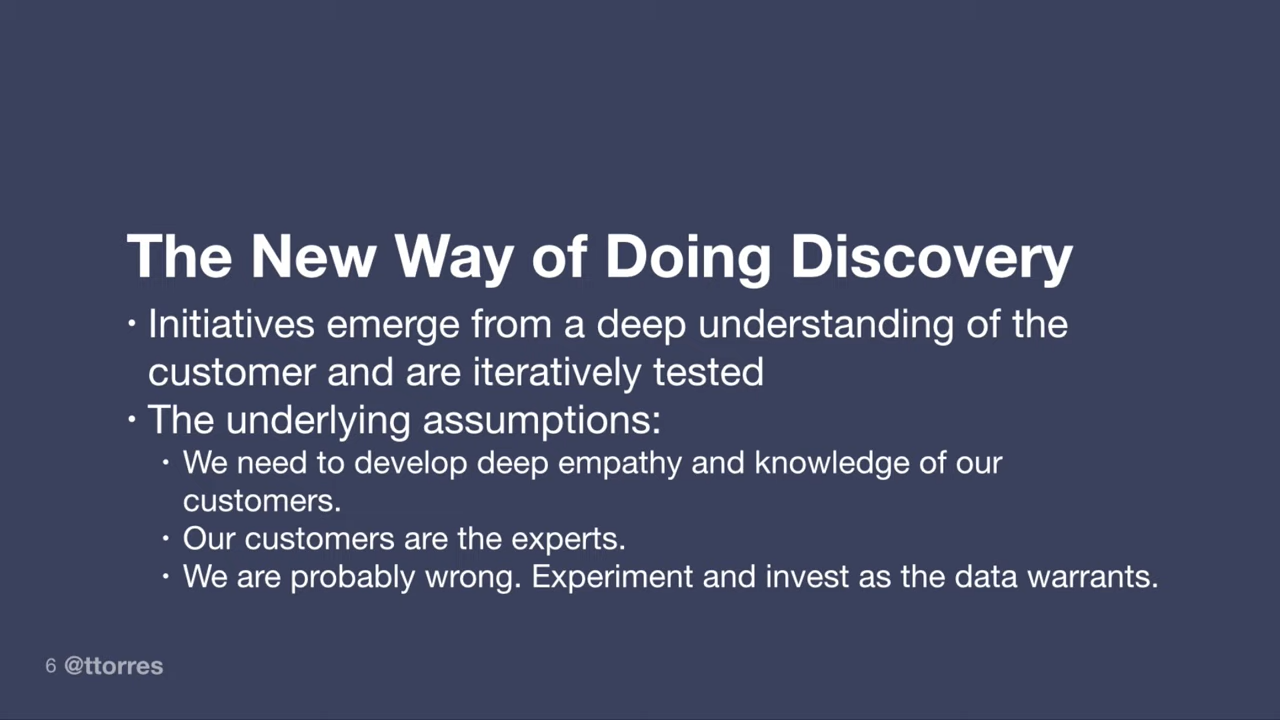 The New Way of Doing Discovery
• Initiatives emerge from a deep understanding of the
customer and are iteratively tested
• The underlying assumptions:
• We need to develop deep empathy and knowledge of our
customers.
• Our customers are the experts.
• We are probably wrong. Experiment and invest as the data warrants.
6 @ttorres